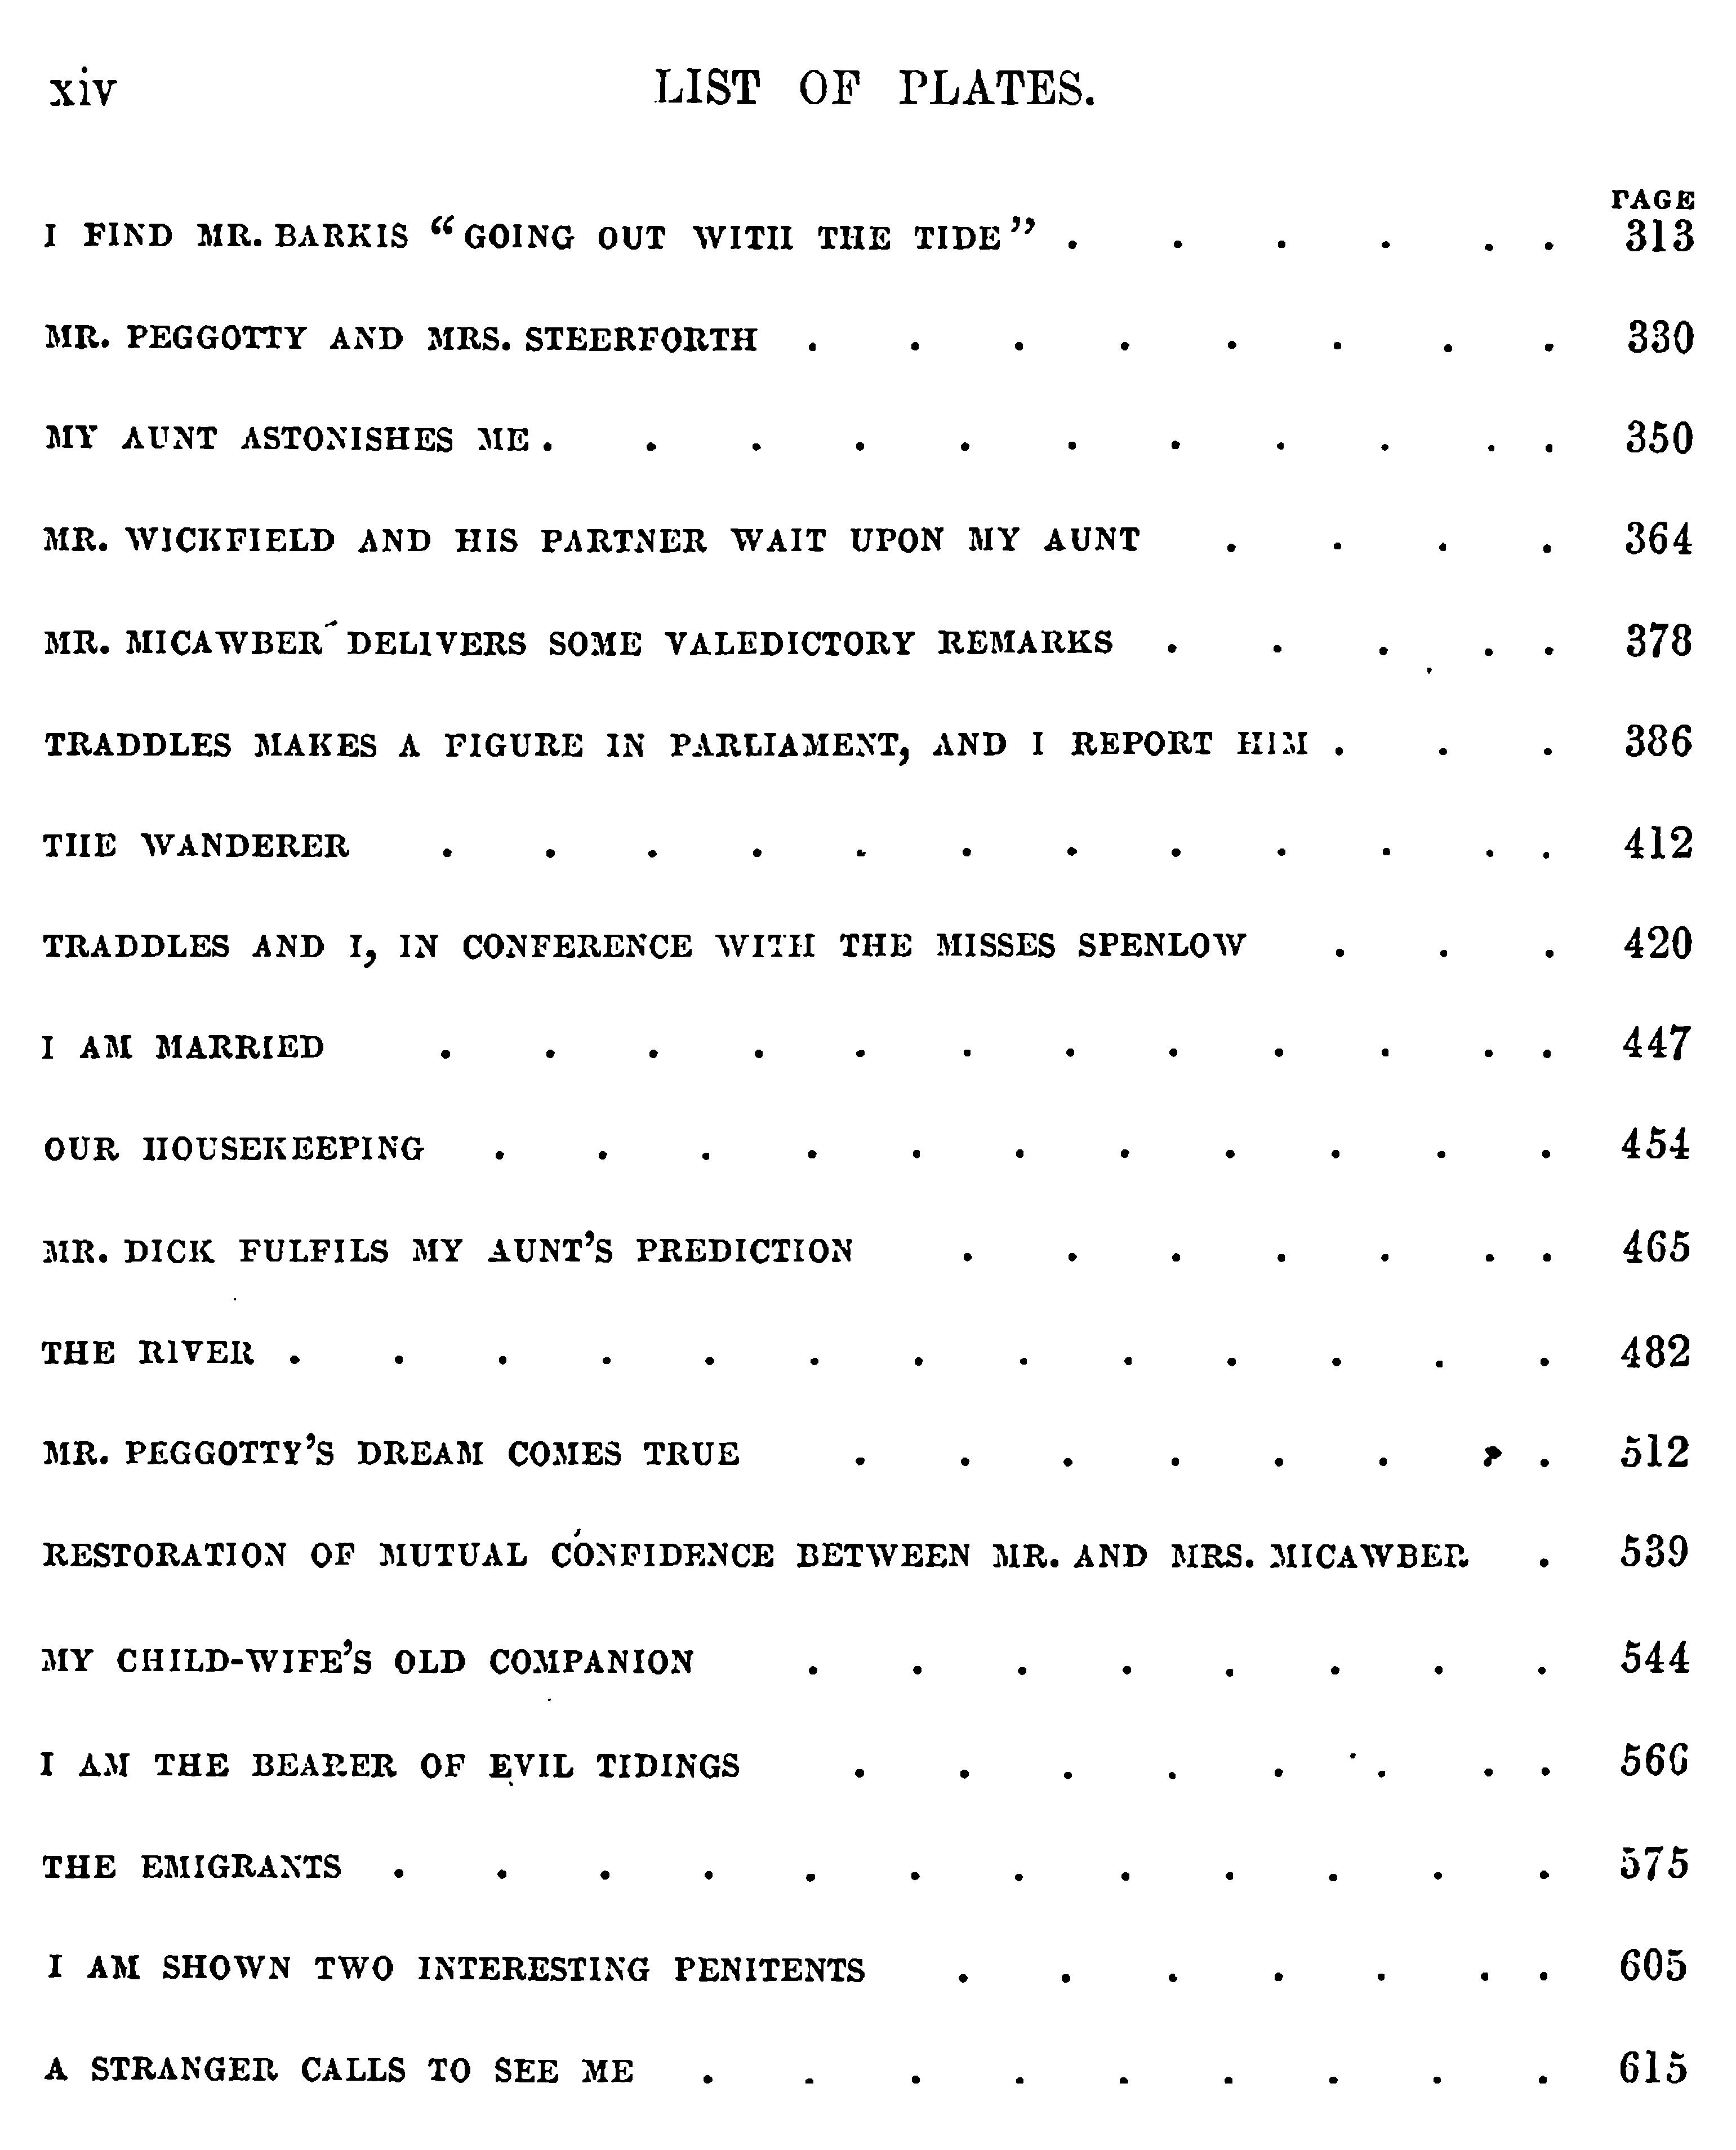 xiv LIST OF PLATES.
PAGE
I FIND MR. BARKIS “GOING OUT WITH THE TIDE” . . . . . . 313
MR. PEGGOTTY AND MRS. STEERFORTH . . . . . . . . 330
MY AUNT ASTONISHES ME . . . . . . . . . . . 350
MR. WICKFIELD AND HIS PARTNER WAIT UPON MY AUNT . . . . 364
MR. MICAWBER DELIVERS SOME VALEDICTORY REMARKS . . . . . 378
TRADDLES MAKES A FIGURE IN PARLIAMENT, AND I REPORT HIM . . . 386
THE WANDERER . . . . . . . . . . . . 412
TRADDLES AND I, IN CONFERENCE WITH THE MISSES SPENLOW . . . 420
I AM MARRIED . . . . . . . . . . . . 447
OUR HOUSEKEEPING . . . . . . . . . . . 454
MR. DICK FULFILS MY AUNT’S PREDICTION . . . . . . . 465
THE RIVER . . . . . . . . . . . . . 482
MR. PEGGOTTY’S DREAM COMES TRUE . . . . . . . . 512
RESTORATION OF MUTUAL CONFIDENCE BETWEEN MR. AND MRS. MICAWBER . 539
MY CHILD-WIFE’S OLD COMPANION . . . . . . . . 544
I AM THE BEARER OF EVIL TIDINGS . . . . . . . . 566
THE EMIGRANTS . . . . . . . . . . . . 575
I AM SHOWN TWO INTERESTING PENITENTS . . . . . . . 605
A STRANGER CALLS TO SEE ME . . . . . . . . . 615